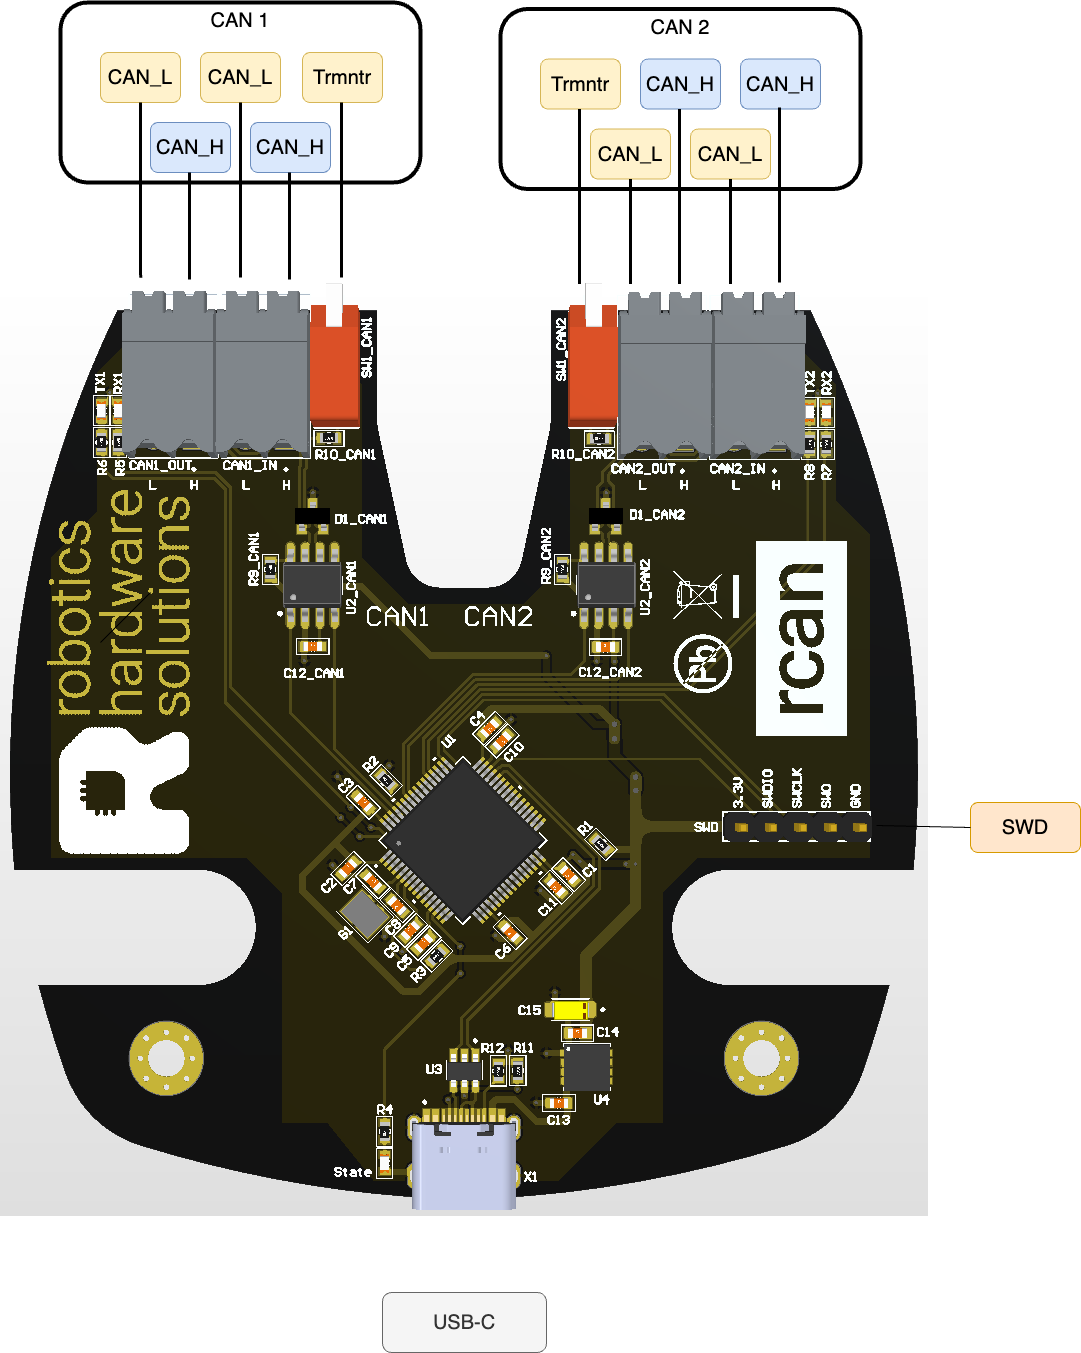 CAN 1
CAN 2
CAN_L
CAN_L
Trmntr
CAN_H
CAN_H
Trmntr
CAN_H
CAN_H
CAN_L
CAN_L
TX1
RX1
SW1_CAN1
SW1_CAN2
TX2
RX2
R6
R5
R10_CAN1
R10_CAN2
R8
R7
CAN1_OUT
CAN1_IN
CAN2_OUT
CAN2_IN
L H L H
L H L H
D1_CAN1
D1_CAN2
R9_CAN1
U2_CAN1
R9_CAN2
U2_CAN2
CAN1 CAN2
C12_CAN1
C12_CAN2
robotics
hardware
solutions
Pb
rcan
C4
C10
U1
R2
C3
R1
C1
C11
C2
C7
G1
C8
C9
C5
R3
C6
3.3V
SWDIO
SWCLK
SWO
GND
SWD
SWD
C15
C14
U3
R12
R11
U4
C13
R4
State
X1
USB-C